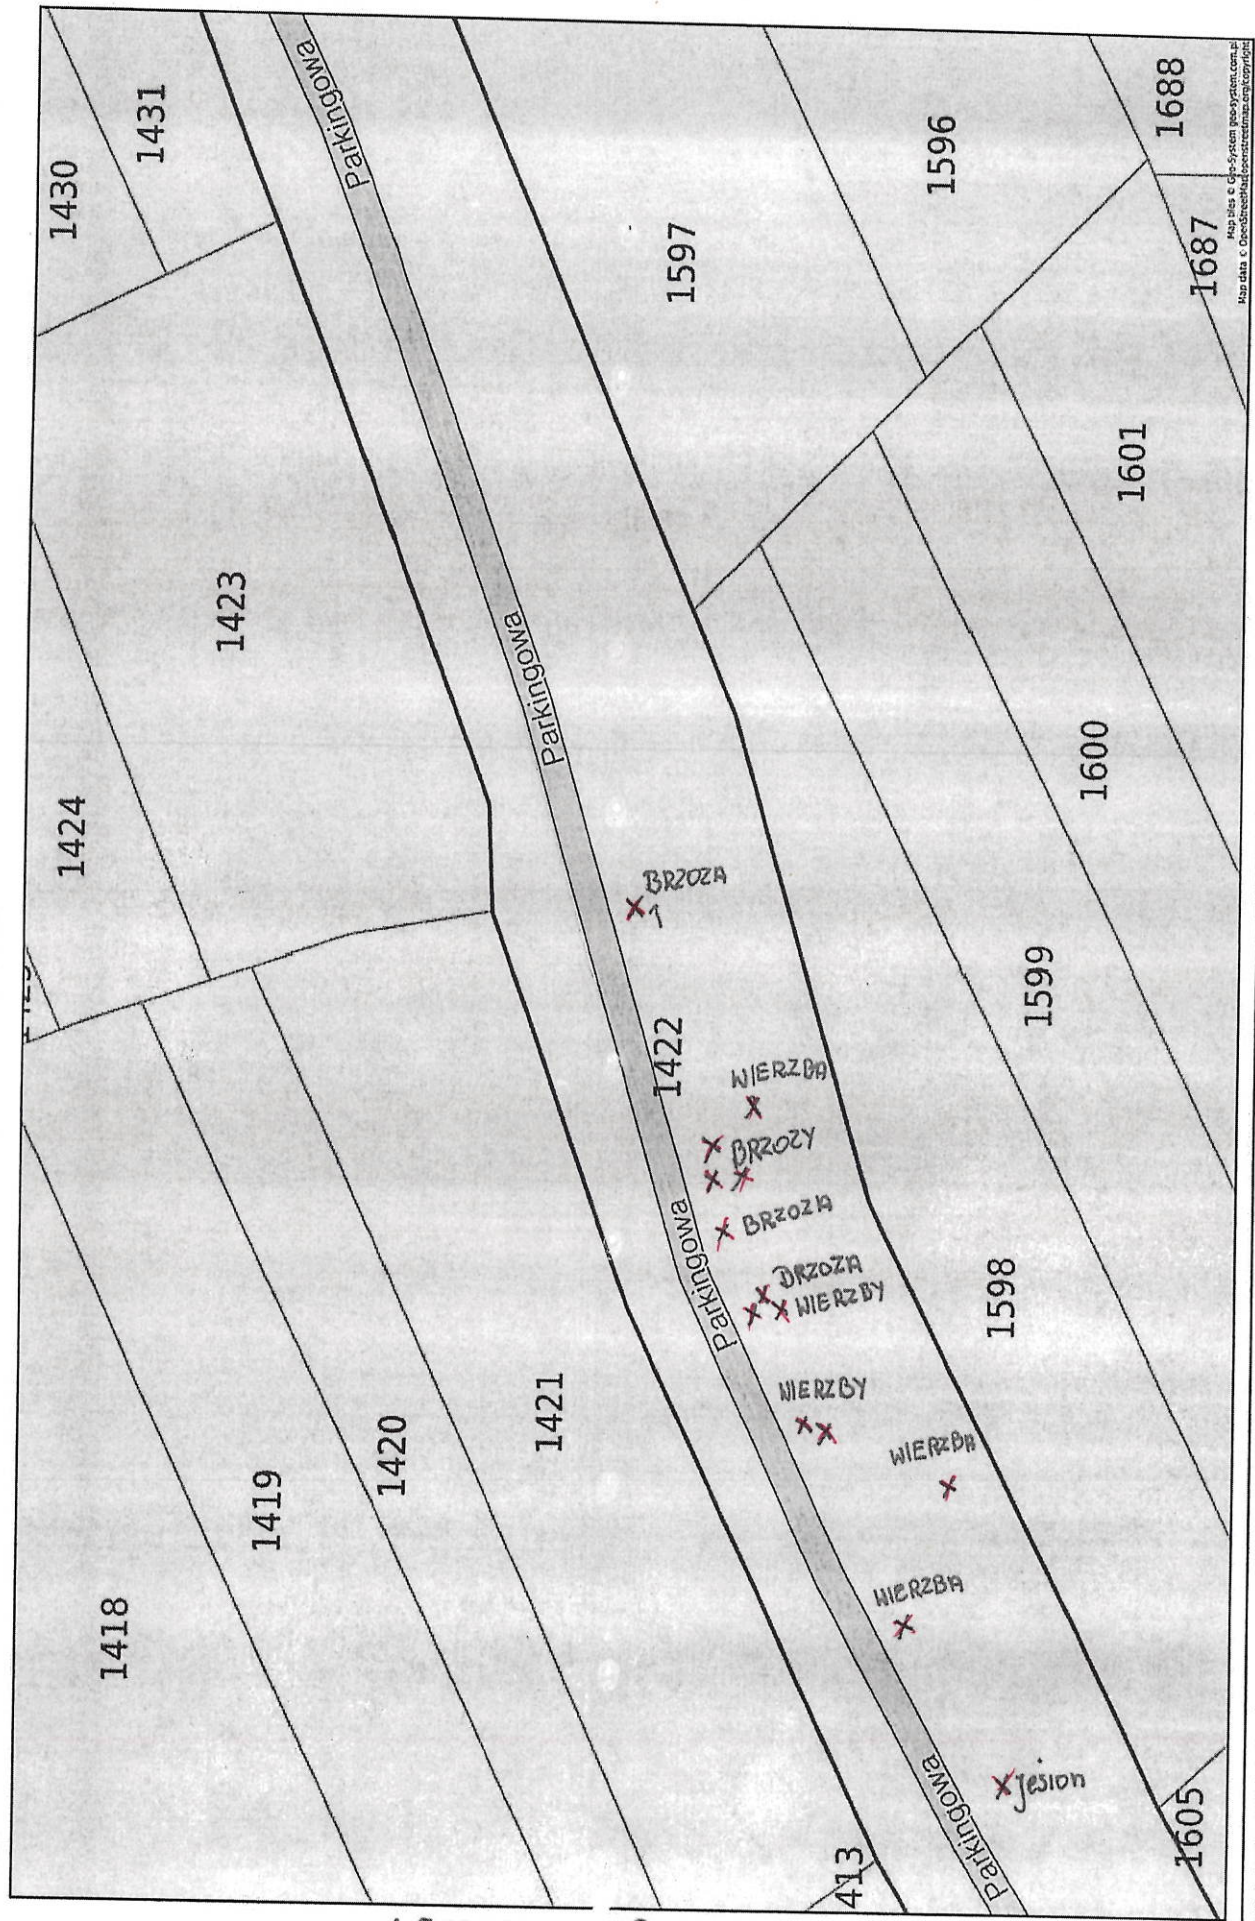 1430
1431
Parkingowa
1596
1688
1597
1687
Map tiles © Geo-System geo-system.com.pl
Map data © OpenStreetMap openstreetmap.org/copyright
1601
1423
Parkingowa
1424
1600
BRZOZA
1
1599
1422
WIERZBA
BRZOZY
BRZOZA
Parkingowa
BRZOZA
WIERZBY
1598
WIERZBY
1421
1420
1419
WIERZBA
1418
WIERZBA
Parkingowa
Jesion
1605
413